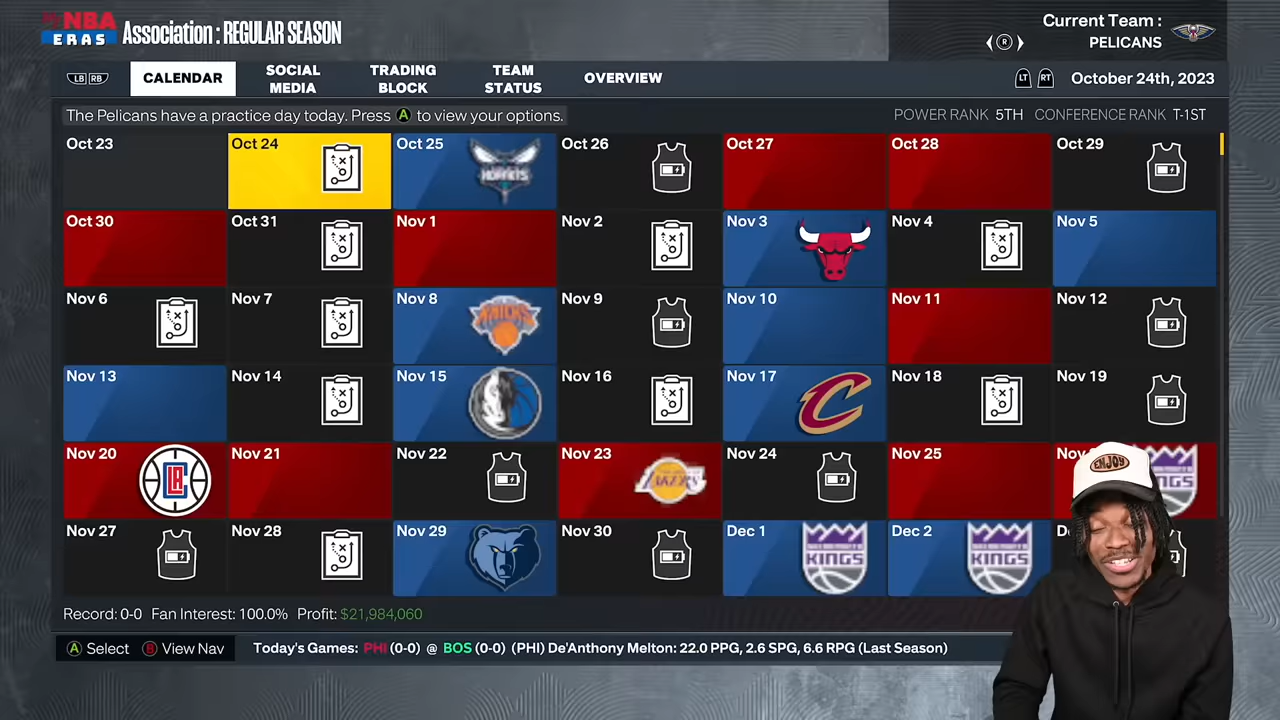 THE NBA
ERAS
Association : REGULAR SEASON
Current Team :
R
PELICANS
LB RB
CALENDAR
SOCIAL
MEDIA
TRADING
BLOCK
TEAM
STATUS
OVERVIEW
LT RT
October 24th, 2023
The Pelicans have a practice day today. Press A to view your options.
POWER RANK 5TH CONFERENCE RANK T-1ST
Oct 23
Oct 24
Oct 25
HORNETS
Oct 26
Oct 27
Oct 28
Oct 29
Oct 30
Oct 31
Nov 1
Nov 2
Nov 3
Nov 4
Nov 5
Nov 6
Nov 7
Nov 8
KNICKS
Nov 9
Nov 10
Nov 11
Nov 12
Nov 13
Nov 14
Nov 15
Nov 16
Nov 17
C
Nov 18
Nov 19
Nov 20
LA
Nov 21
Nov 22
Nov 23
LAKERS
Nov 24
Nov 25
ENJOY
Nov 27
Nov 28
Nov 29
Nov 30
Dec 1
KINGS
Dec 2
KINGS
Record: 0-0 Fan Interest: 100.0% Profit: $21,984,060
A Select B View Nav
Today's Games: PHI (0-0) @ BOS (0-0) (PHI) De'Anthony Melton: 22.0 PPG, 2.6 SPG, 6.6 RPG (Last Season)